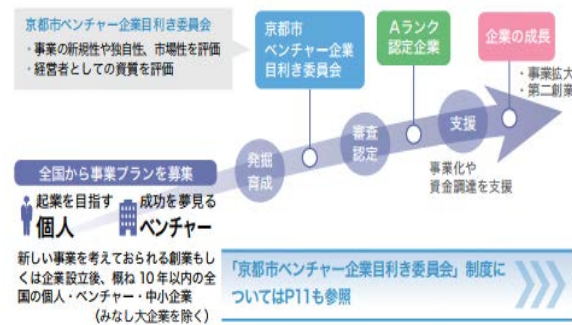 京都市ベンチャー企業目利き委員会
・事業の新規性や独自性、市場性を評価
・経営者としての資質を評価
京都市
ベンチャー企業
目利き委員会
Aランク
認定企業
企業の成長
・事業拡大
・第二創業
発掘
育成
審査
認定
支援
事業化や
資金調達を支援
全国から事業プランを募集
起業を目指す
個人
成功を夢見る
ベンチャー
新しい事業を考えておられる創業もし
くは企業設立後、概ね10年以内の全
国の個人・ベンチャー・中小企業
(みなし大企業を除く)
「京都市ベンチャー企業目利き委員会」制度に
ついてはP11も参照